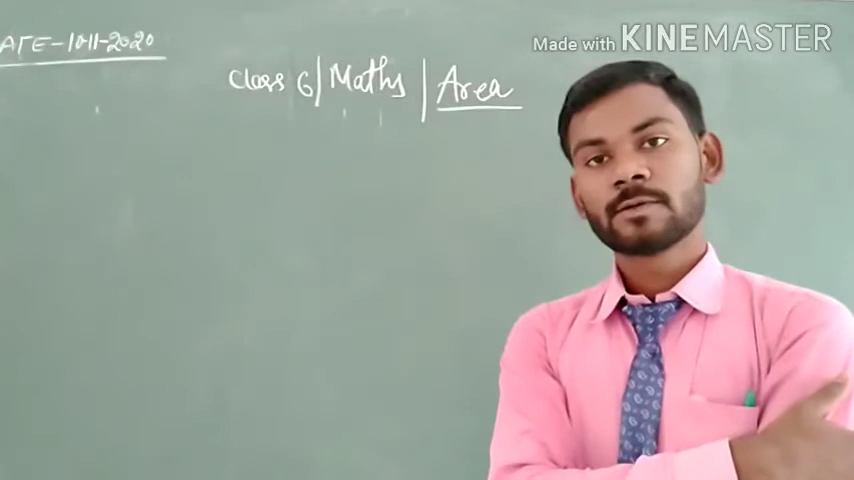 Made with KINEMASTER
ATE-10-11-2020
Class 6 | Maths | Area